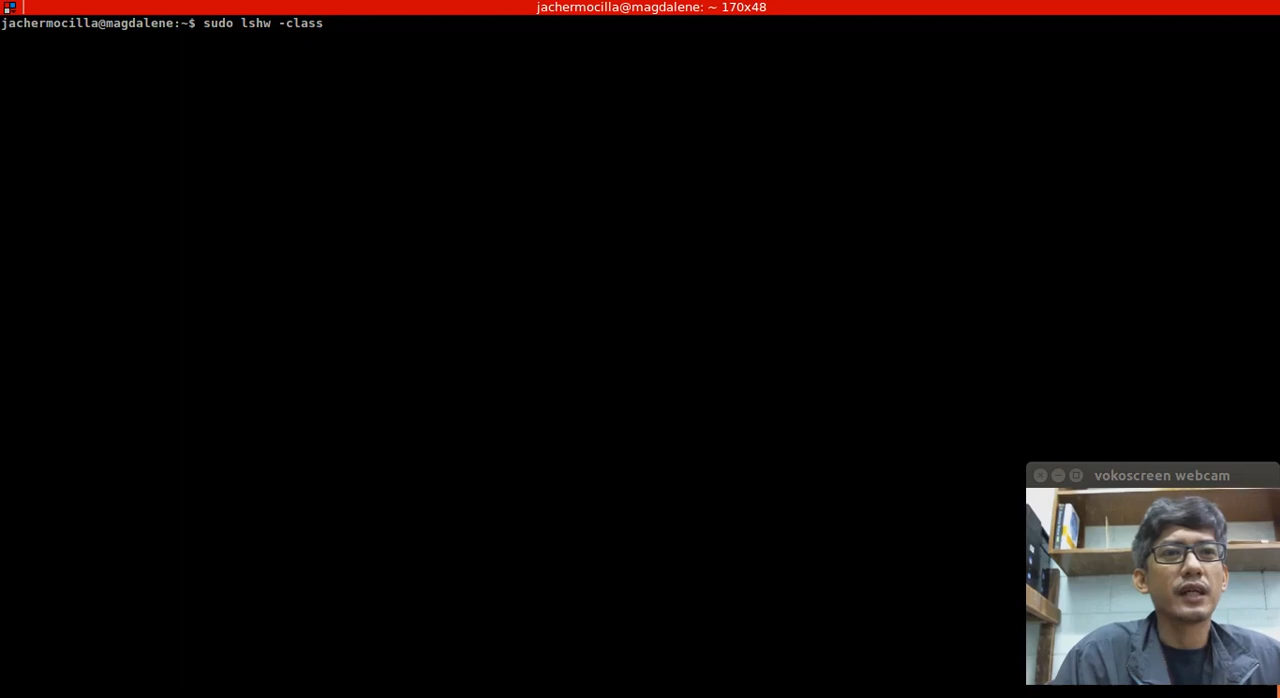 jachermocilla@magdalene: ~ 170x48
jachermocilla@magdalene:~$ sudo lshw -class
vokoscreen webcam